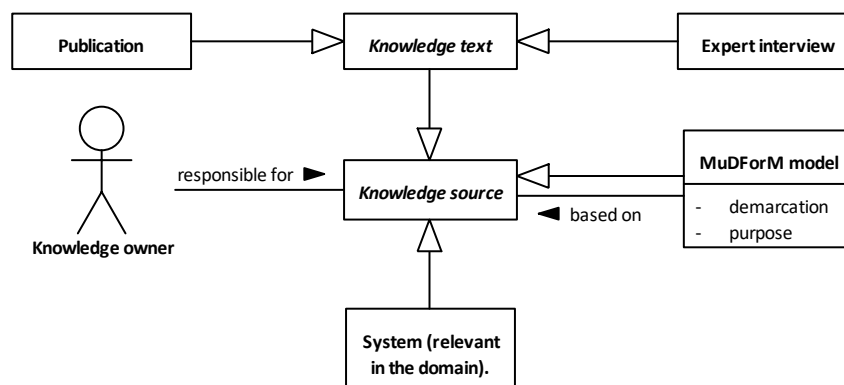 Publication
Knowledge text
Expert interview
responsible for
Knowledge owner
Knowledge source
based on
MuDForM model
- demarcation
- purpose
System (relevant
in the domain).